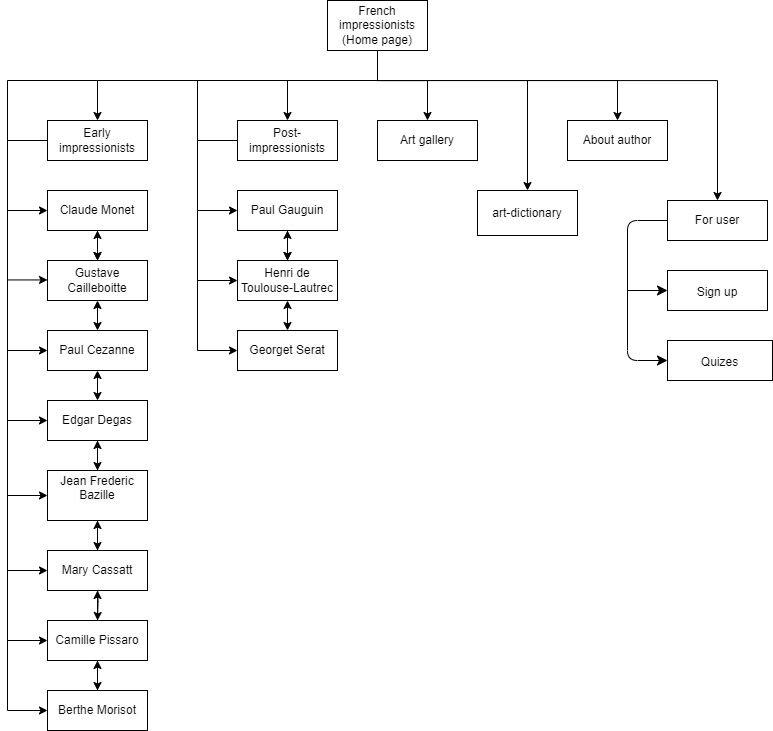 French
impressionists
(Home page)
Early
impressionists
Post-
impressionists
Art gallery
About author
Claude Monet
Paul Gauguin
art-dictionary
For user
Gustave
Cailleboitte
Henri de
Toulouse-Lautrec
Sign up
Paul Cezanne
Georget Serat
Quizes
Edgar Degas
Jean Frederic
Bazille
Mary Cassatt
Camille Pissaro
Berthe Morisot